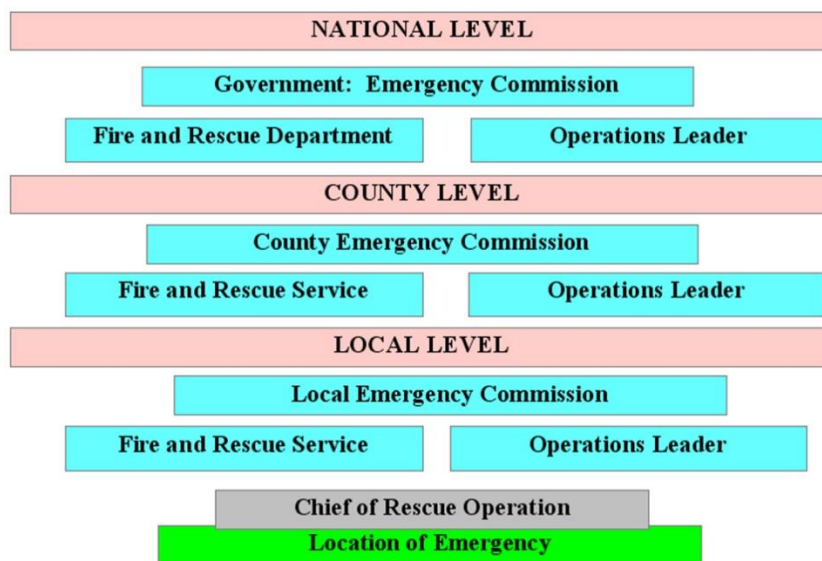 NATIONAL LEVEL
Government: Emergency Commission
Fire and Rescue Department
Operations Leader
COUNTY LEVEL
County Emergency Commission
Fire and Rescue Service
Operations Leader
LOCAL LEVEL
Local Emergency Commission
Fire and Rescue Service
Operations Leader
Chief of Rescue Operation
Location of Emergency